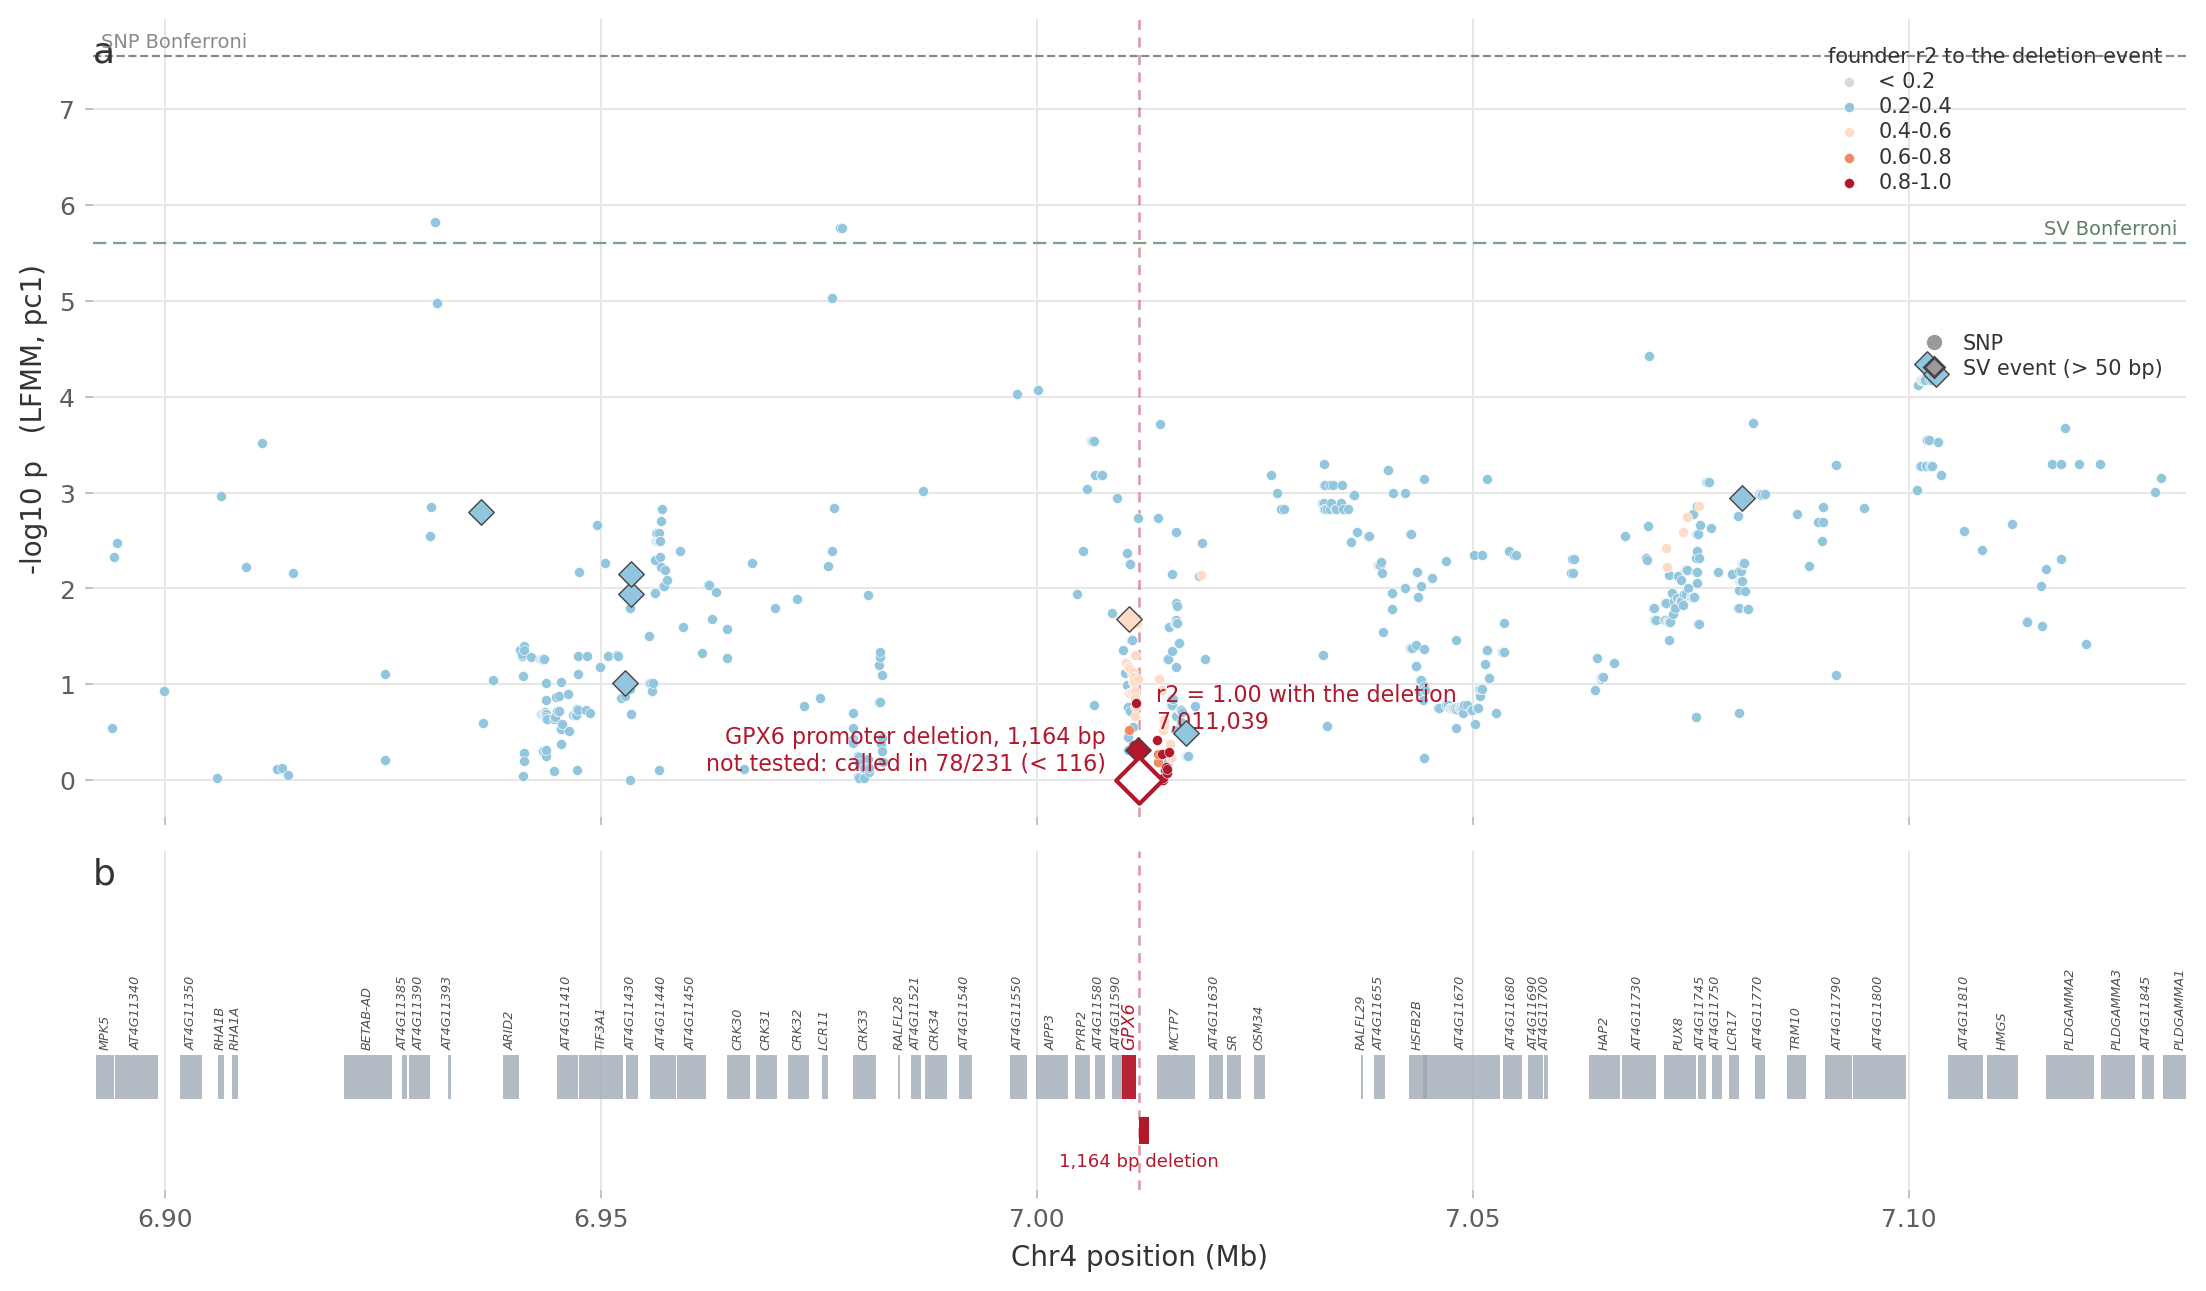 a
SNP Bonferroni
founder r2 to the deletion event
< 0.2
0.2-0.4
0.4-0.6
0.6-0.8
0.8-1.0
SV Bonferroni
SNP
SV event (> 50 bp)
7
6
5
4
3
2
1
0
-log10 p (LFMM, pc1)
r2 = 1.00 with the deletion
7,011,039
GPX6 promoter deletion, 1,164 bp
not tested: called in 78/231 (< 116)
b
MPK5
AT4G11340
AT4G11350
RHA1B
RHA1A
BETAB-AD
AT4G11385
AT4G11390
AT4G11393
ARID2
AT4G11410
TIF3A1
AT4G11430
AT4G11440
AT4G11450
CRK30
CRK31
CRK32
LCR11
CRK33
RALFL28
AT4G11521
CRK34
AT4G11540
AT4G11550
AIPP3
PYRP2
AT4G11580
AT4G11590
GPX6
MCTP7
AT4G11630
SR
OSM34
RALFL29
AT4G11655
HSFB2B
AT4G11670
AT4G11680
AT4G11690
AT4G11700
HAP2
AT4G11730
PUX8
AT4G11745
AT4G11750
LCR17
AT4G11770
TRM10
AT4G11790
AT4G11800
AT4G11810
HMGS
PLDGAMMA2
PLDGAMMA3
AT4G11845
PLDGAMMA1
1,164 bp deletion
6.90
6.95
7.00
7.05
7.10
Chr4 position (Mb)